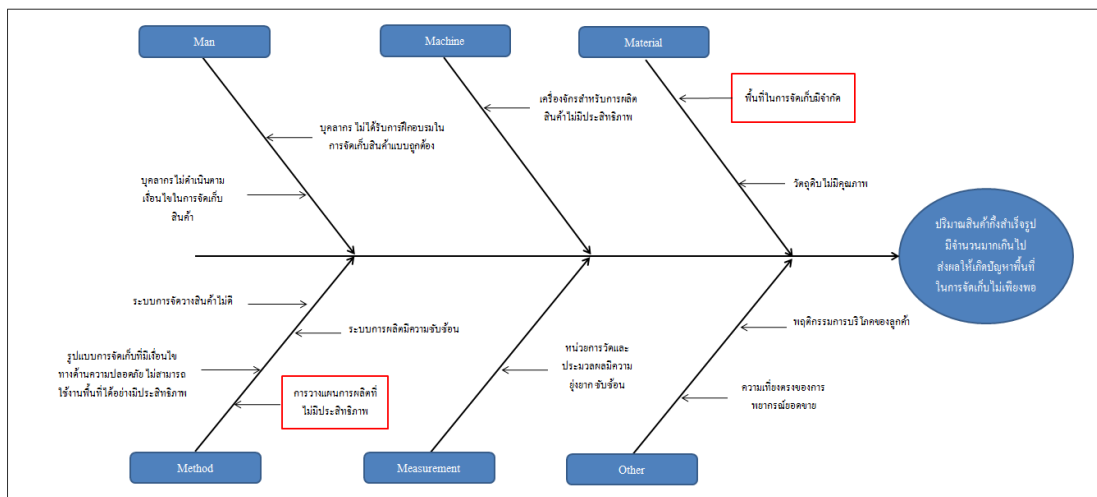 Man
Machine
Material
เครื่องจักรสำหรับการผลิต
สินค้าไม่มีประสิทธิภาพ
พื้นที่ในการจัดเก็บมีจำกัด
บุคลากร ไม่ได้รับการฝึกอบรมใน
การจัดเก็บสินค้าแบบถูกต้อง
บุคลากรไม่ดำเนินตาม
เงื่อนไขในการจัดเก็บ
สินค้า
วัตถุดิบไม่มีคุณภาพ
ปริมาณสินค้ากึ่งสำเร็จรูป
มีจำนวนมากเกินไป
ส่งผลให้เกิดปัญหาพื้นที่
ในการจัดเก็บไม่เพียงพอ
ระบบการจัดวางสินค้าไม่ดี
ระบบการผลิตมีความซับซ้อน
รูปแบบการจัดเก็บที่มีเงื่อนไข
ทางด้านความปลอดภัย ไม่สามารถ
ใช้งานพื้นที่ได้อย่างมีประสิทธิภาพ
การวางแผนการผลิตที่
ไม่มีประสิทธิภาพ
หน่วยการวัดและ
ประมวลผลมีความ
ยุ่งยาก ซับซ้อน
พฤติกรรมการบริโภคของลูกค้า
ความเที่ยงตรงของการ
พยากรณ์ยอดขาย
Method
Measurement
Other